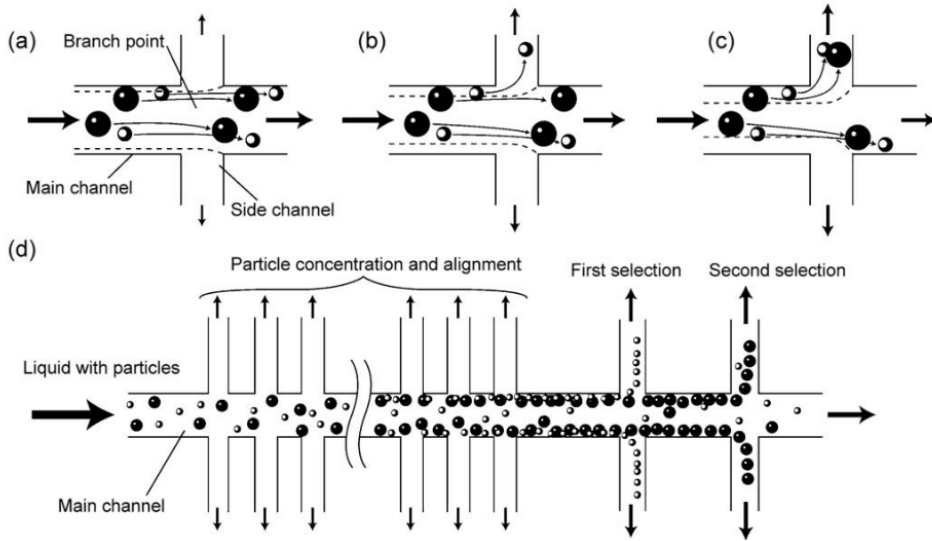 (a)
Branch point
(b)
(c)
Main channel
Side channel
(d)
Particle concentration and alignment
First selection
Second selection
Liquid with particles
Main channel